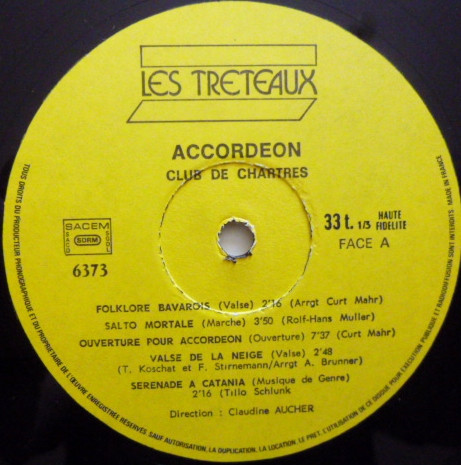 LES TRETEAUX
ACCORDEON
CLUB DE CHARTRES
SACEM
SDRM
6373
33 t. 1/3 HAUTE FIDELITE
FACE A
FOLKLORE BAVAROIS (Valse) 2'16 (Arrgt Curt Mahr)
SALTO MORTALE (Marche) 3'50 (Rolf-Hans Muller)
OUVERTURE POUR ACCORDEON (Ouverture) 7'37 (Curt Mahr)
VALSE DE LA NEIGE (Valse) 2'48
(T. Koschat et F. Stirnemann/Arrgt A. Brunner)
SERENADE A CATANIA (Musique de Genre)
2'16 (Tillo Schlunk
Direction : Claudine AUCHER
TOUS DROITS DU PRODUCTEUR PHONOGRAPHIQUE ET DU PROPRIETAIRE DE L'ŒUVRE ENREGISTREE RESERVES. SAUF AUTORISATION, LA DUPLICATION, LA LOCATION, LE PRET, L'UTILISATION DE CE DISQUE POUR EXECUTION PUBLIQUE ET RADIODIFFUSION SONT INTERDITS. MADE IN FRANCE